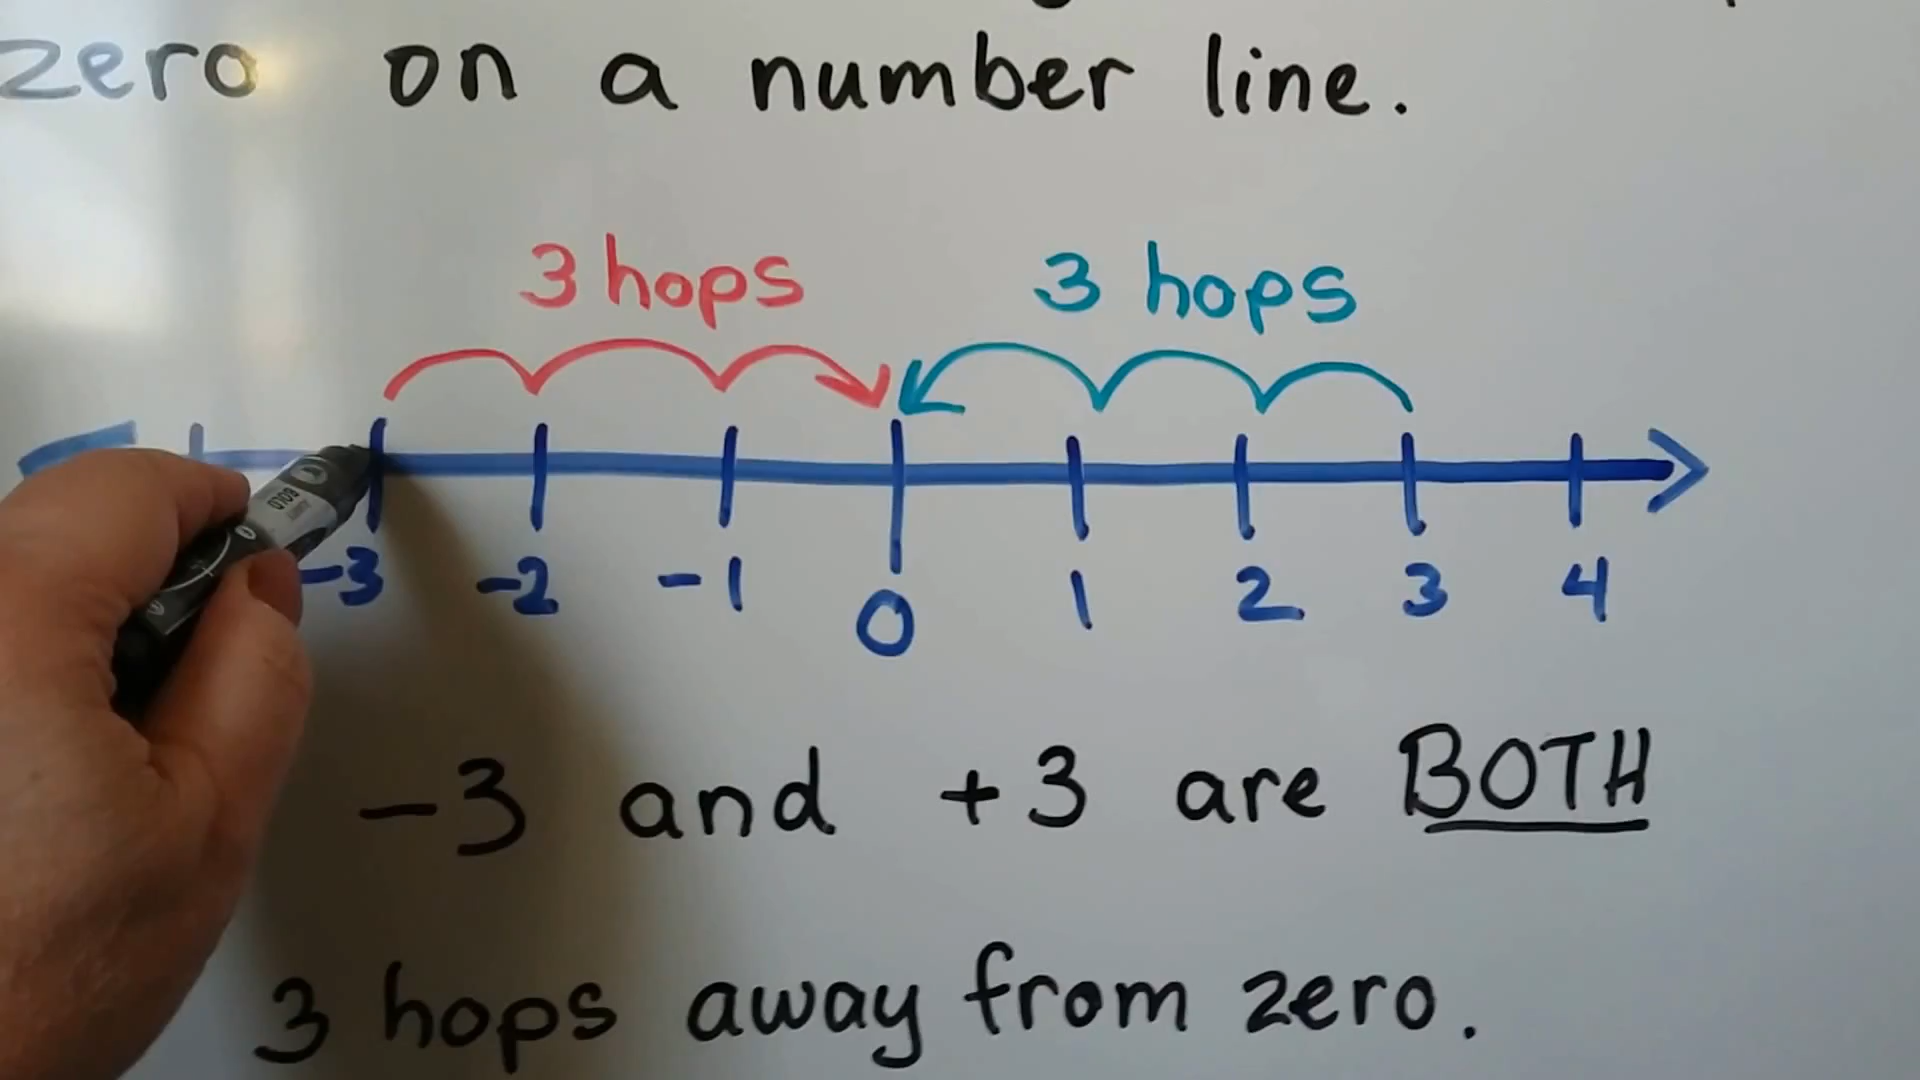 zero on a number line.
3 hops 3 hops
-3 -2 -1 0 1 2 3 4
BOLD
-3 and +3 are BOTH
3 hops away from zero.